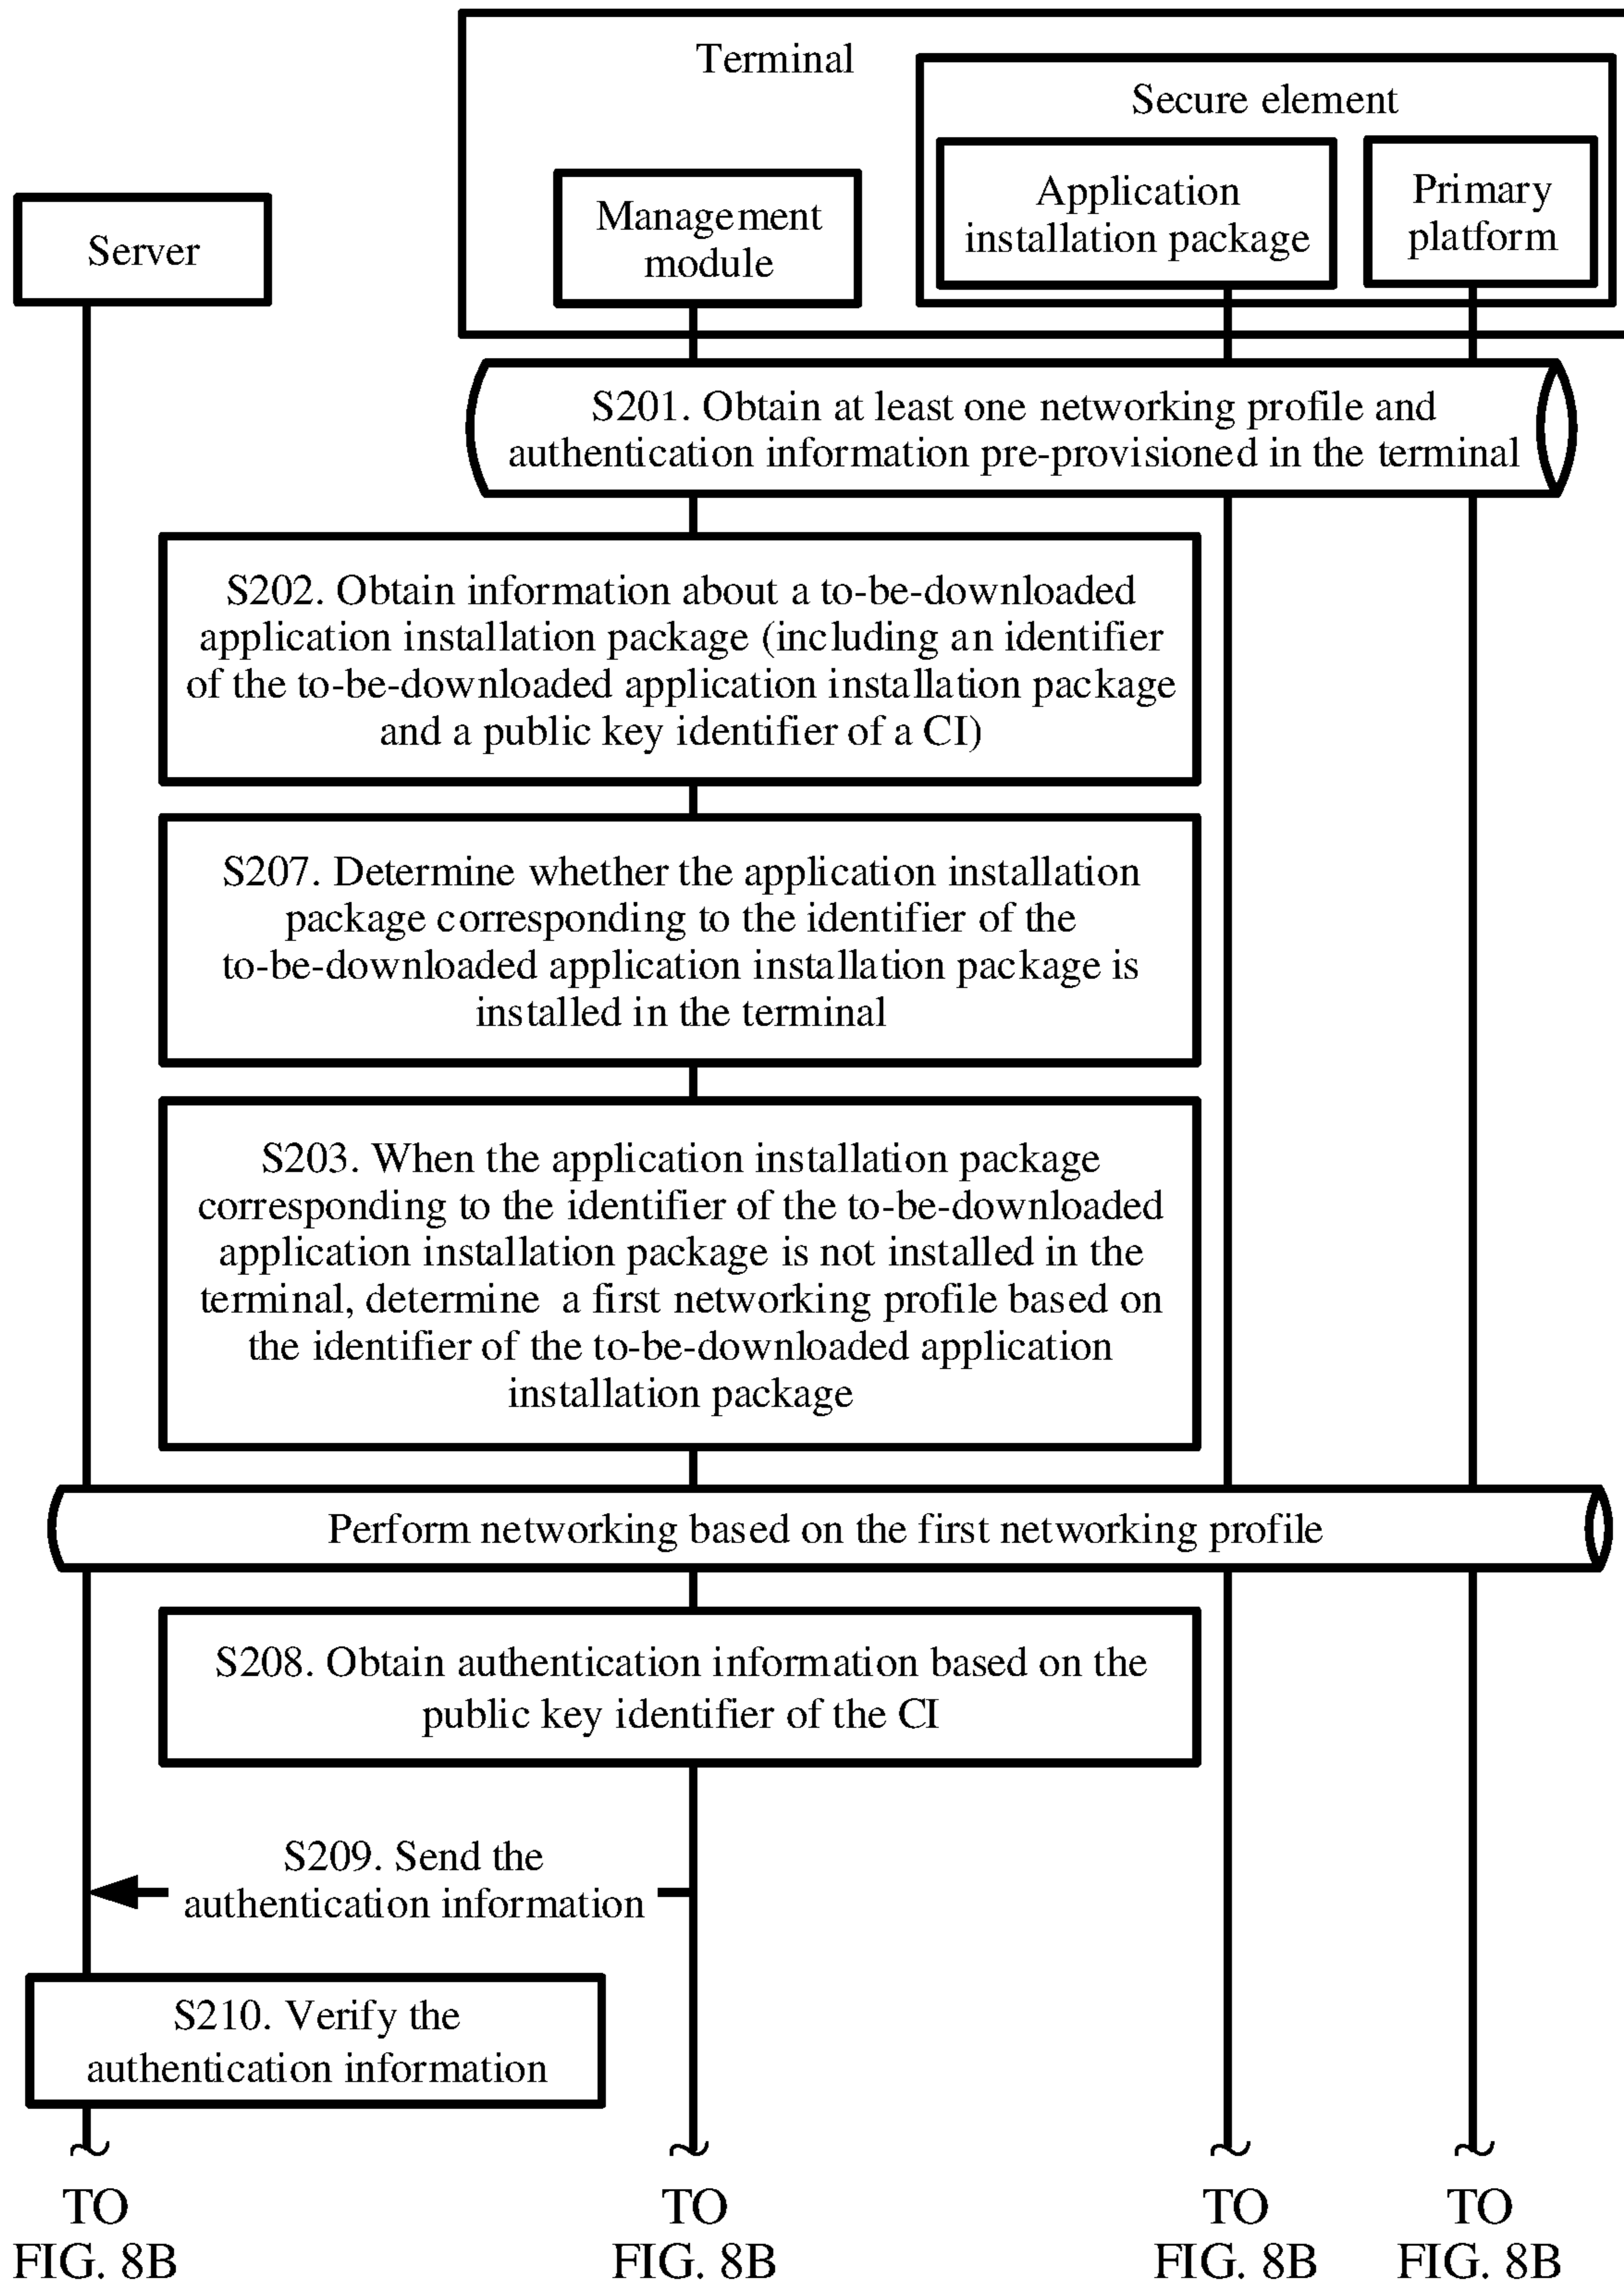 Terminal
Secure element
Application
installation package
Primary
platform
Management
module
Server
S201. Obtain at least one networking profile and
authentication information pre-provisioned in the terminal
S202. Obtain information about a to-be-downloaded
application installation package (including an identifier
of the to-be-downloaded application installation package
and a public key identifier of a CI)
S207. Determine whether the application installation
package corresponding to the identifier of the
to-be-downloaded application installation package is
installed in the terminal
S203. When the application installation package
corresponding to the identifier of the to-be-downloaded
application installation package is not installed in the
terminal, determine a first networking profile based on
the identifier of the to-be-downloaded application
installation package
Perform networking based on the first networking profile
S208. Obtain authentication information based on the
public key identifier of the CI
S209. Send the
authentication information
S210. Verify the
authentication information
TO
FIG. 8B
TO
FIG. 8B
TO
FIG. 8B
TO
FIG. 8B